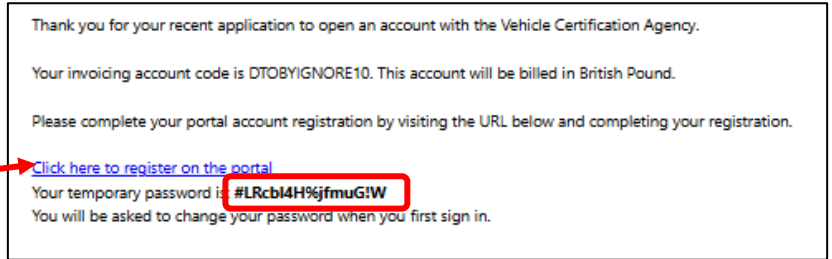 Thank you for your recent application to open an account with the Vehicle Certification Agency.
Your invoicing account code is DTOBYIGNORE10. This account will be billed in British Pound.
Please complete your portal account registration by visiting the URL below and completing your registration.
Click here to register on the portal
Your temporary password is: #LRcbl4H%jfmuG!W
You will be asked to change your password when you first sign in.